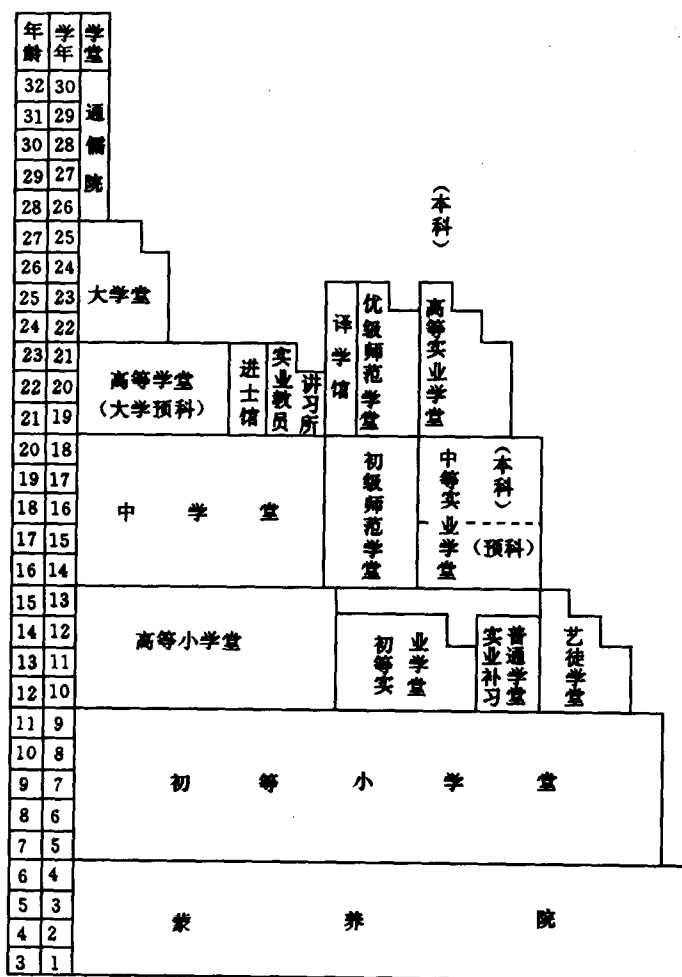 年龄 学年 学堂
32 30
31 29
30 28
29 27
28 26
27 25
26 24
25 23
24 22
23 21
22 20
21 19
20 18
19 17
18 16
17 15
16 14
15 13
14 12
13 11
12 10
11 9
10 8
9 7
8 6
7 5
6 4
5 3
4 2
3 1
通儒院
大学堂
(本科)
译学馆
优级师范学堂
高等实业学堂
高等学堂
(大学预科)
进士馆
实业教员
讲习所
中学堂
初级师范学堂
中等实业学堂
(本科)
(预科)
高等小学堂
初等实
业学堂
实业补习
普通学堂
艺徒学堂
初等小学堂
蒙养院